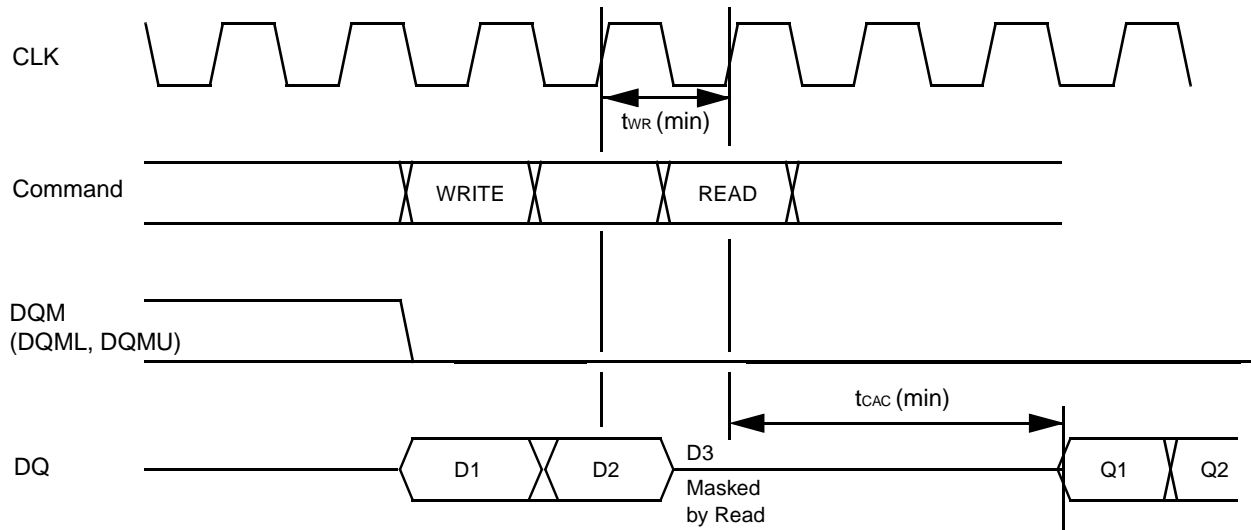 CLK
tWR (min)
Command
WRITE
READ
DQM
(DQML, DQMU)
tCAC (min)
DQ
D1
D2
D3
Masked
by Read
Q1
Q2